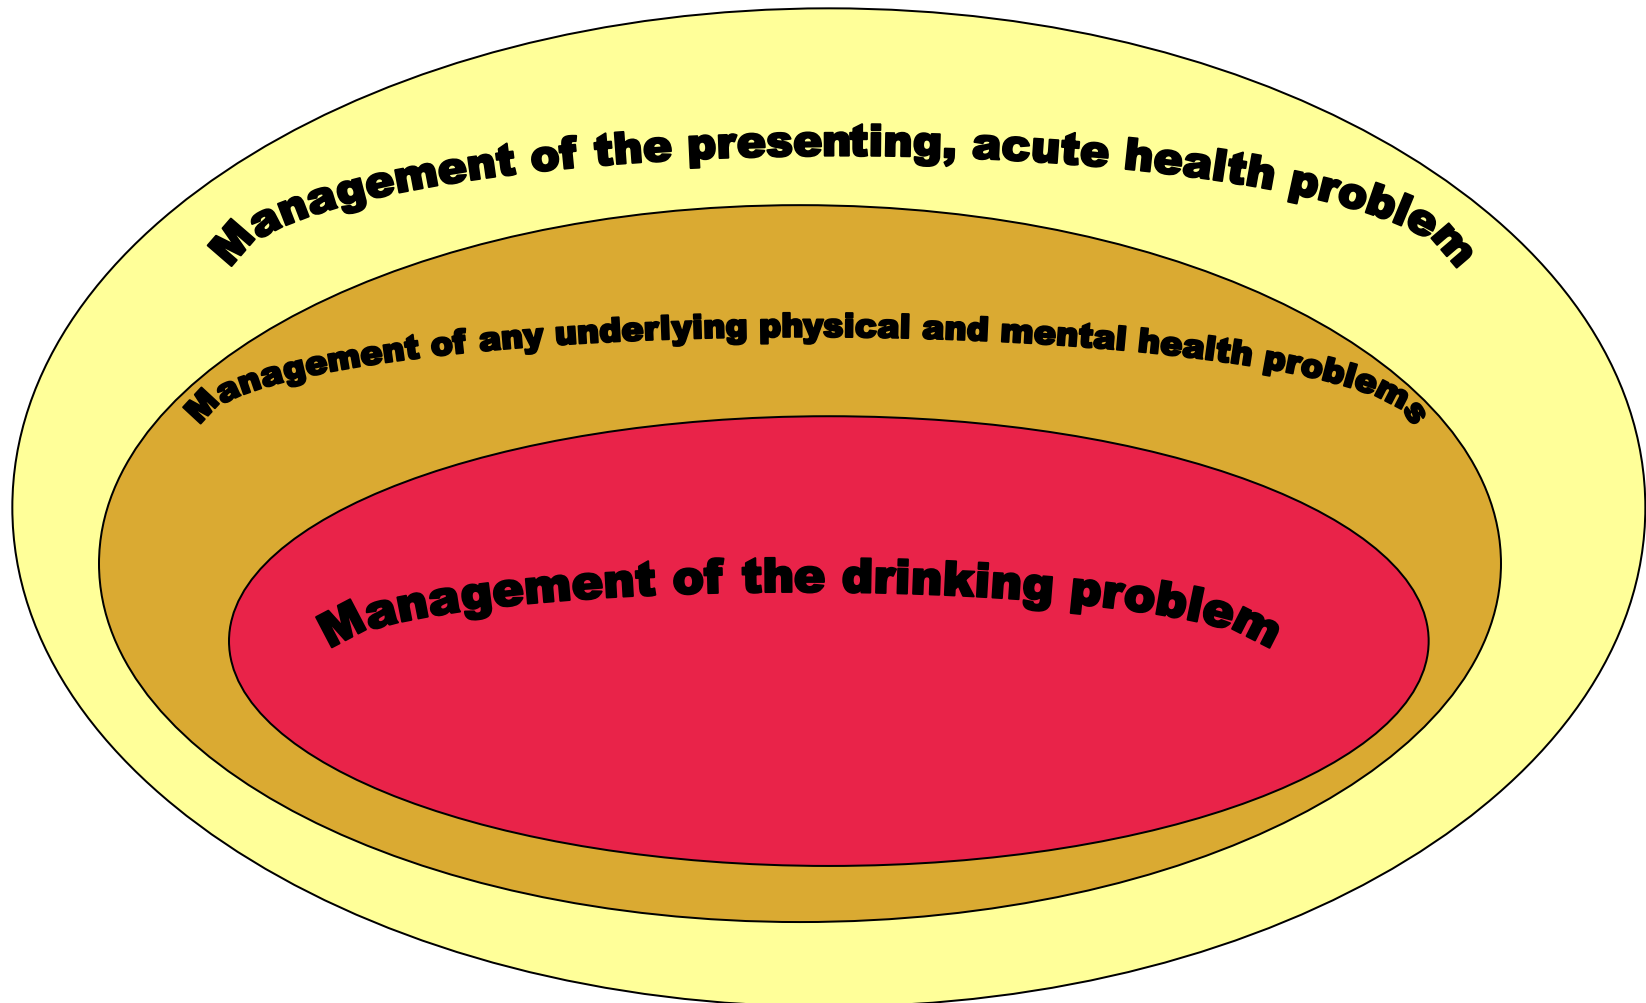 Management of the presenting, acute health problem
Management of any underlying physical and mental health problems
Management of the drinking problem